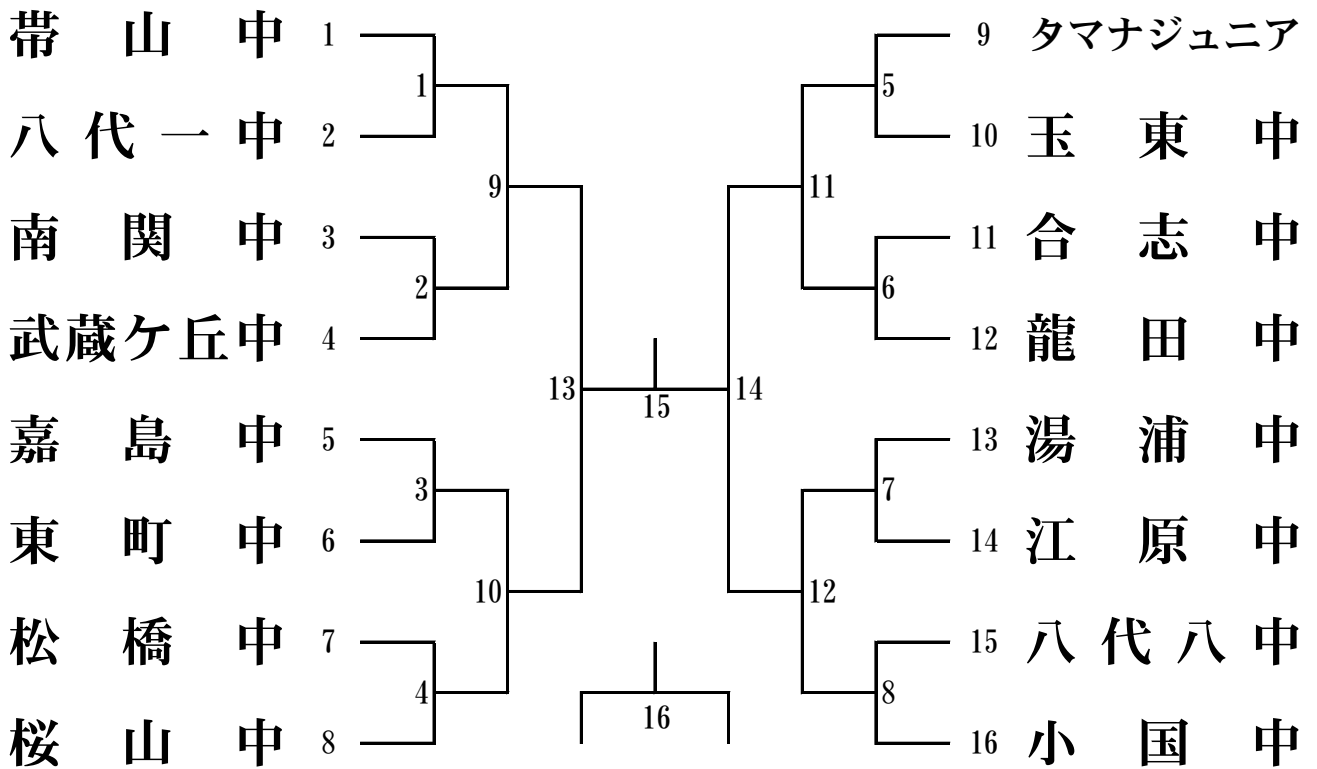 帯山中 1
八代一中 2
南関中 3
武蔵ケ丘中 4
嘉島中 5
東町中 6
松橋中 7
桜山中 8
1
2
3
4
9
10
13
15
16
14
11
12
5
6
7
8
9 タマナジュニア
10 玉東中
11 合志中
12 龍田中
13 湯浦中
14 江原中
15 八代八中
16 小国中